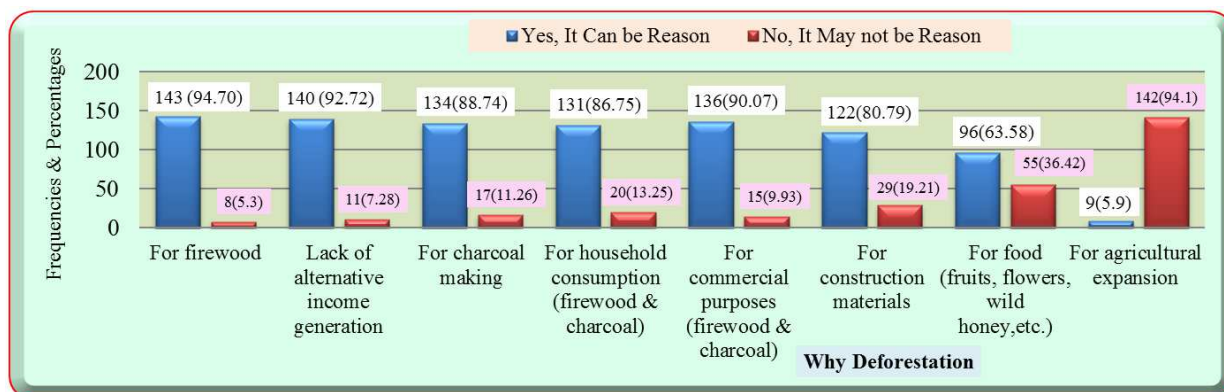 Yes, It Can be Reason
No, It May not be Reason
Frequencies & Percentages
200
150
100
50
0
143 (94.70)
8(5.3)
140 (92.72)
11(7.28)
134(88.74)
17(11.26)
131(86.75)
20(13.25)
136(90.07)
15(9.93)
122(80.79)
29(19.21)
96(63.58)
55(36.42)
9(5.9)
142(94.1)
For firewood
Lack of
alternative
income
generation
For charcoal
making
For household
consumption
(firewood &
charcoal)
For
commercial
purposes
(firewood &
charcoal)
For
construction
materials
For food
(fruits, flowers,
wild
honey,etc.)
For agricultural
expansion
Why Deforestation